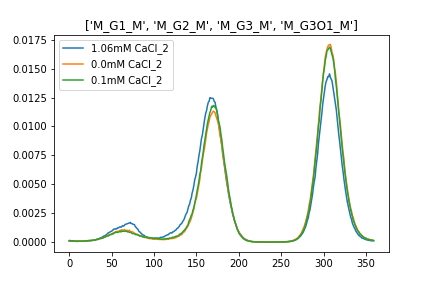 ['M_G1_M', 'M_G2_M', 'M_G3_M', 'M_G3O1_M']
0.0175
0.0150
0.0125
0.0100
0.0075
0.0050
0.0025
0.0000
1.06mM CaCl_2
0.0mM CaCl_2
0.1mM CaCl_2
0 50 100 150 200 250 300 350